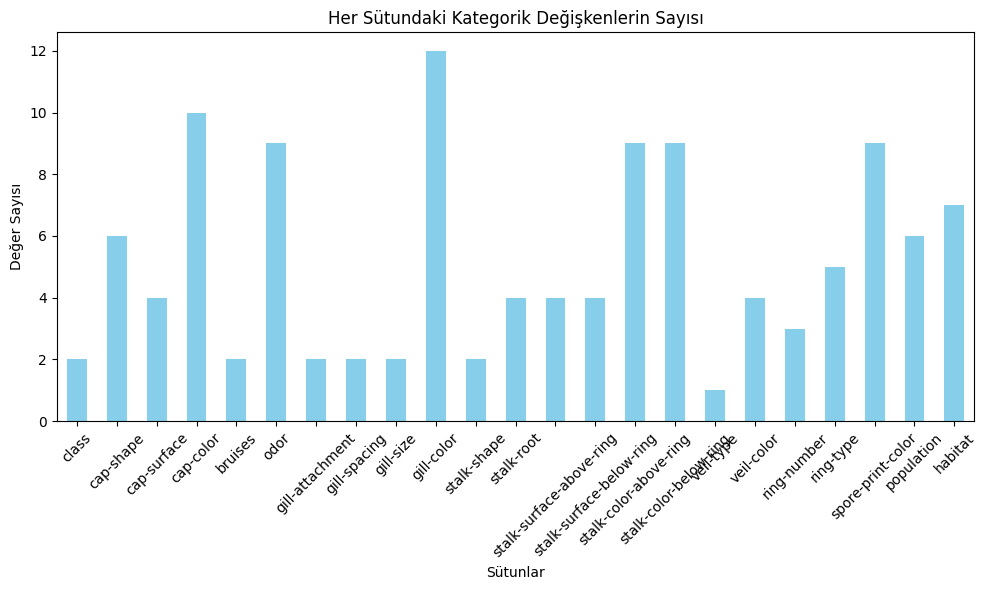 Her Sütundaki Kategorik Değişkenlerin Sayısı
Değer Sayısı
12
10
8
6
4
2
0
class
cap-shape
cap-surface
cap-color
bruises
odor
gill-attachment
gill-spacing
gill-size
gill-color
stalk-shape
stalk-root
stalk-surface-above-ring
stalk-surface-below-ring
stalk-color-above-ring
stalk-color-below-ring
veil-type
veil-color
ring-number
ring-type
spore-print-color
population
habitat
Sütunlar